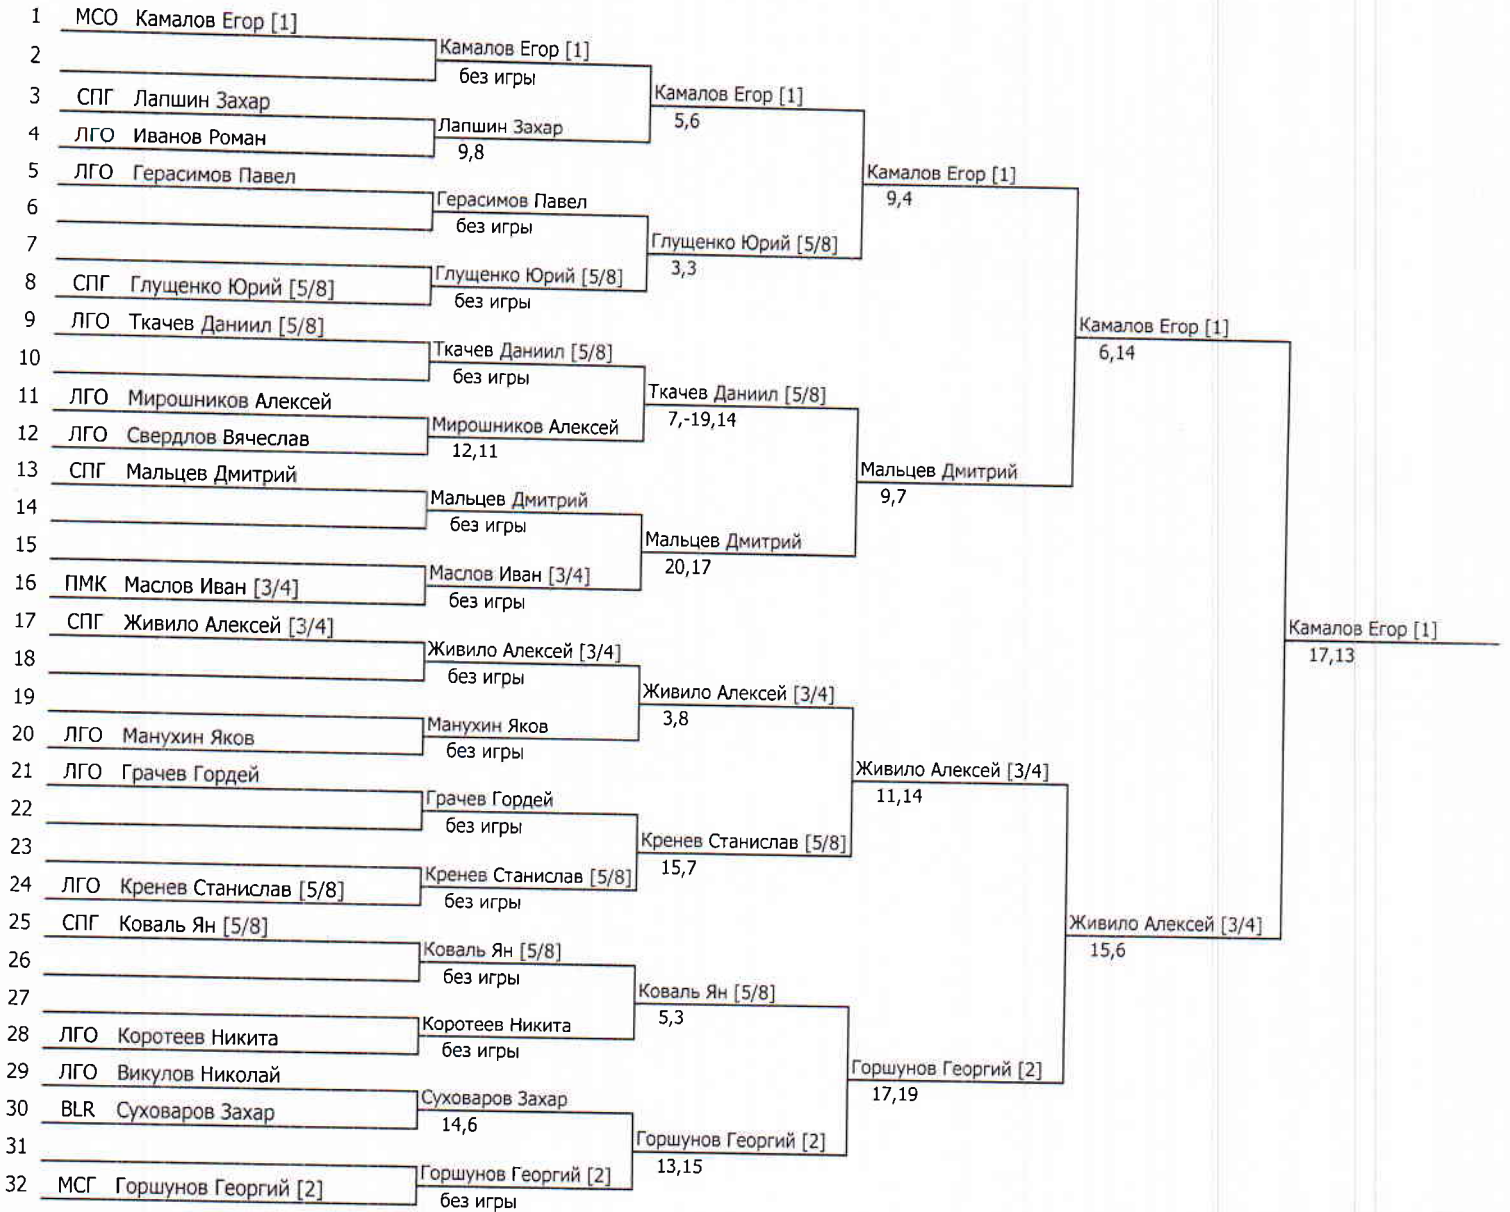 1 МСО Камалов Егор [1]
2
3 СПГ Лапшин Захар
4 ЛГО Иванов Роман
5 ЛГО Герасимов Павел
6
7
8 СПГ Глущенко Юрий [5/8]
9 ЛГО Ткачев Даниил [5/8]
10
11 ЛГО Мирошников Алексей
12 ЛГО Свердлов Вячеслав
13 СПГ Мальцев Дмитрий
14
15
16 ПМК Маслов Иван [3/4]
17 СПГ Живило Алексей [3/4]
18
19
20 ЛГО Манухин Яков
21 ЛГО Грачев Гордей
22
23
24 ЛГО Кренев Станислав [5/8]
25 СПГ Коваль Ян [5/8]
26
27
28 ЛГО Коротеев Никита
29 ЛГО Викулов Николай
30 BLR Суховаров Захар
31
32 МСГ Горшунов Георгий [2]
Камалов Егор [1]
без игры
Лапшин Захар
9,8
Герасимов Павел
без игры
Глущенко Юрий [5/8]
без игры
Ткачев Даниил [5/8]
без игры
Мирошников Алексей
12,11
Мальцев Дмитрий
без игры
Маслов Иван [3/4]
без игры
Живило Алексей [3/4]
без игры
Манухин Яков
без игры
Грачев Гордей
без игры
Кренев Станислав [5/8]
без игры
Коваль Ян [5/8]
без игры
Коротеев Никита
без игры
Суховаров Захар
14,6
Горшунов Георгий [2]
без игры
Камалов Егор [1]
5,6
Глущенко Юрий [5/8]
3,3
Ткачев Даниил [5/8]
7,-19,14
Мальцев Дмитрий
20,17
Живило Алексей [3/4]
3,8
Кренев Станислав [5/8]
15,7
Коваль Ян [5/8]
5,3
Горшунов Георгий [2]
13,15
Камалов Егор [1]
9,4
Мальцев Дмитрий
9,7
Живило Алексей [3/4]
11,14
Горшунов Георгий [2]
17,19
Камалов Егор [1]
6,14
Живило Алексей [3/4]
15,6
Камалов Егор [1]
17,13